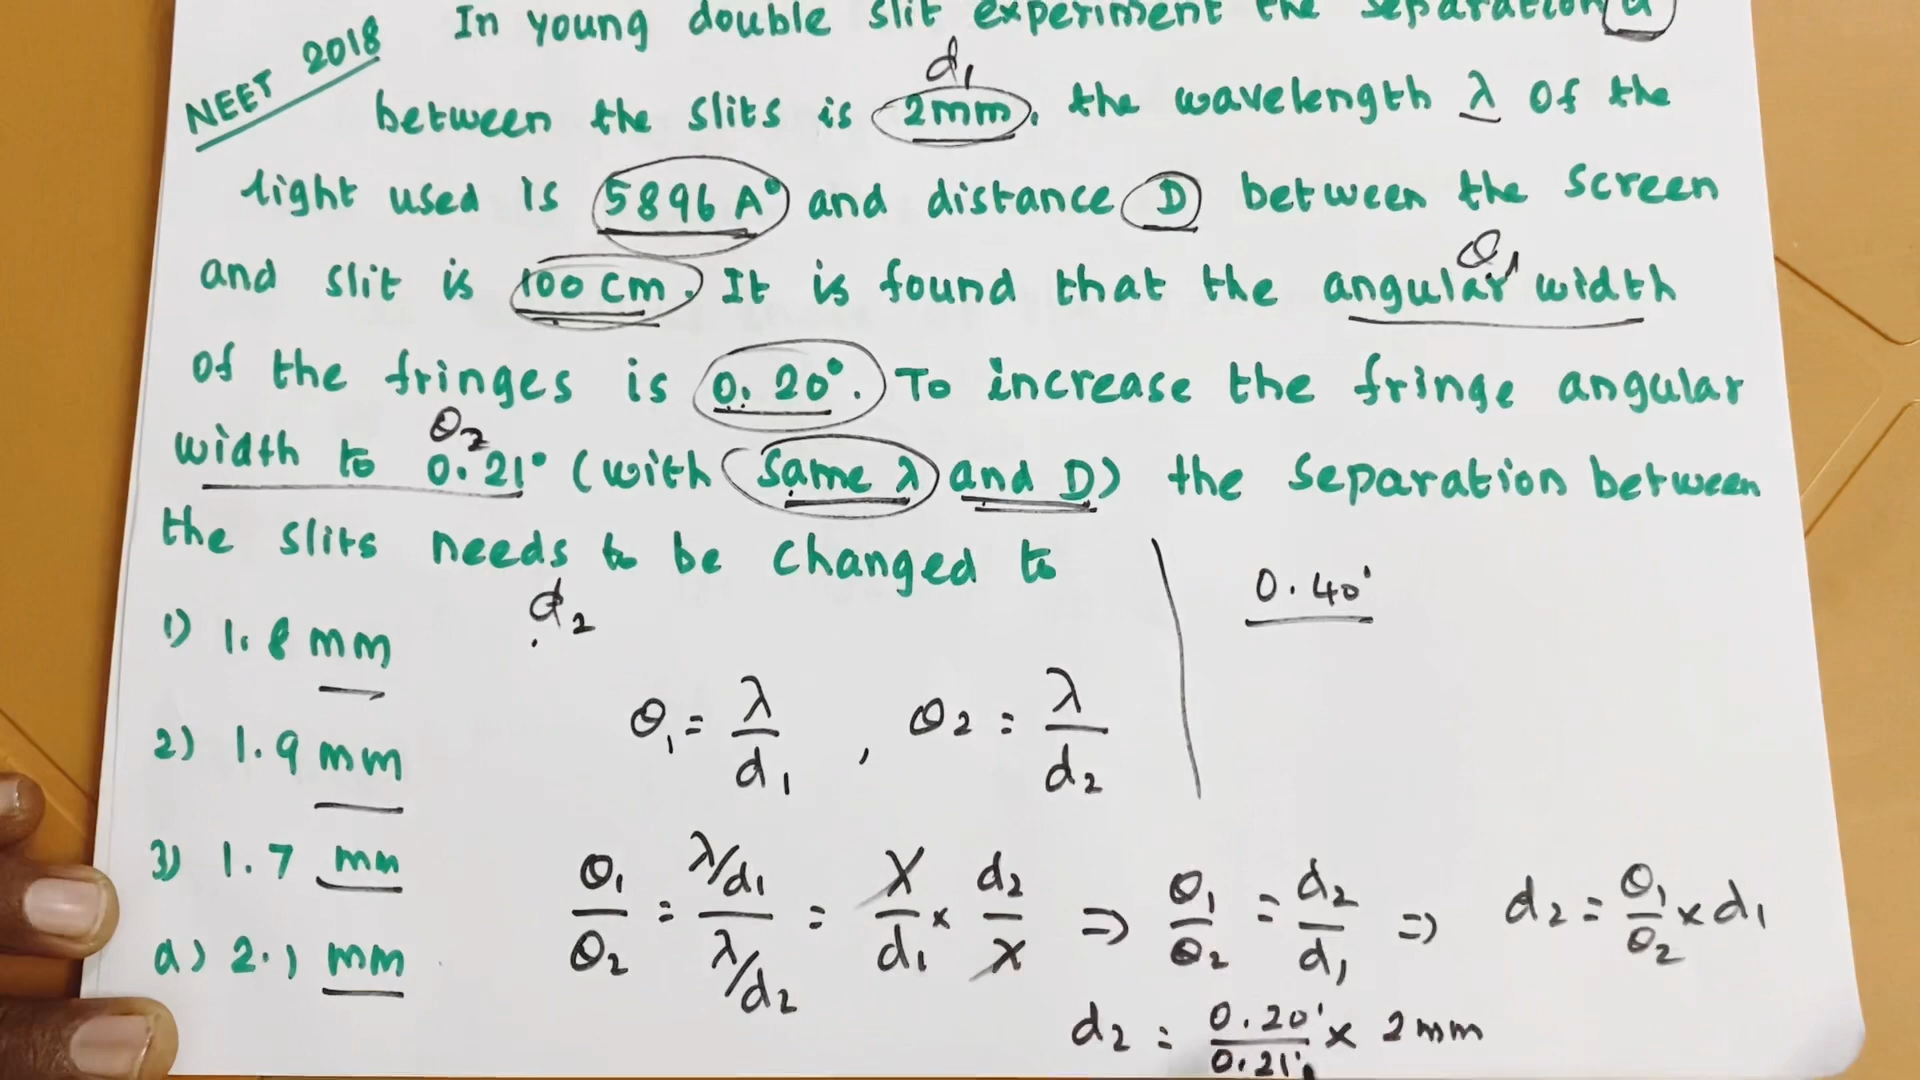 NEET 2018
In young double slit experiment the separation d
d₁
between the slits is 2mm. the wavelength λ of the
light used is 5896 A° and distance D between the screen
and slit is 100 cm. It is found that the angular width
θ₁
of the fringes is 0.20°. To increase the fringe angular
θ₂
width to 0.21° (with same λ and D) the separation between
the slits needs to be changed to
d₂
0.40°
1) 1.8 mm
2) 1.9 mm
3) 1.7 mm
a) 2.1 mm
θ₁ = λ/d₁ , θ₂ = λ/d₂
θ₁/θ₂ = (λ/d₁)/(λ/d₂) = λ/d₁ × d₂/λ ⇒ θ₁/θ₂ = d₂/d₁ ⇒ d₂ = θ₁/θ₂ × d₁
d₂ = 0.20°/0.21° × 2mm